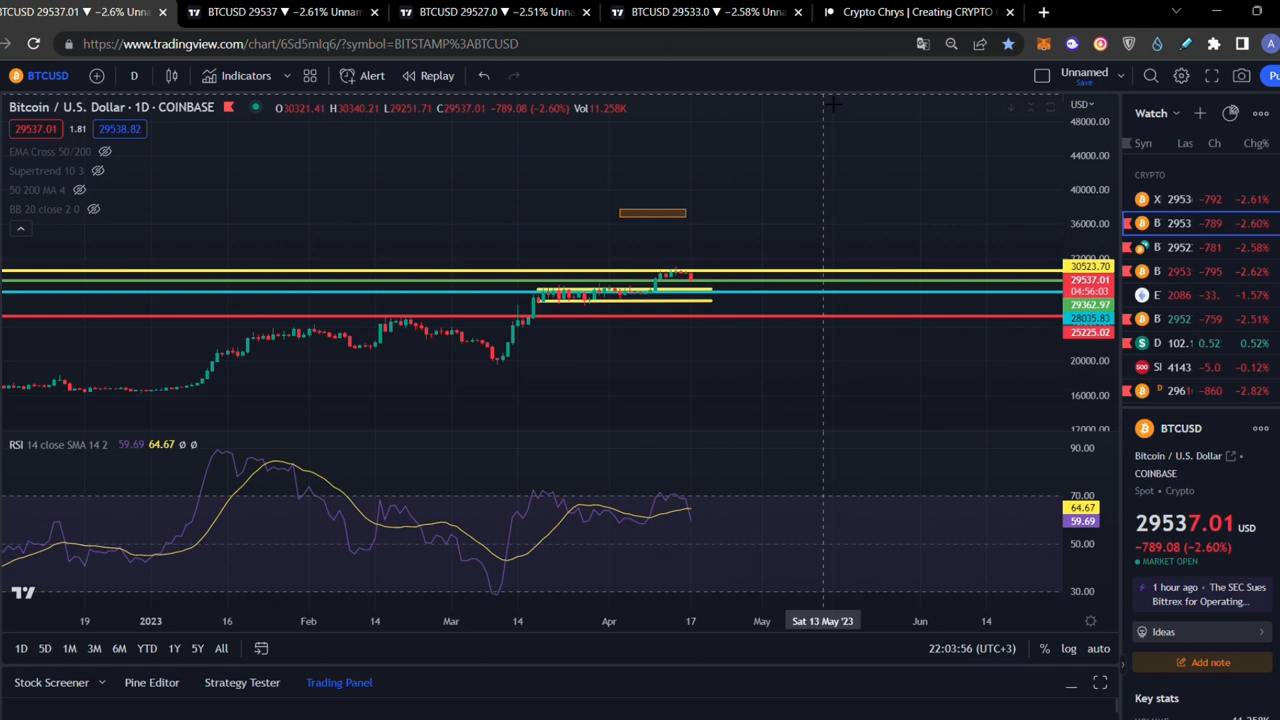 BTCUSD 29537.01 ▼ −2.6% Unna
BTCUSD 29537 ▼ −2.61% Unnam
BTCUSD 29527.0 ▼ −2.51% Unna
BTCUSD 29533.0 ▼ −2.58% Unna
Crypto Chrys | Creating CRYPTO
https://www.tradingview.com/chart/6Sd5mIq6/?symbol=BITSTAMP%3ABTCUSD
A
BTCUSD D Indicators Alert Replay Unnamed Save Pu
Bitcoin / U.S. Dollar · 1D · COINBASE O30321.41 H30340.21 L29251.71 C29537.01 −789.08 (−2.60%) Vol11.258K USD
29537.01 1.81 29538.82
EMA Cross 50/200
Supertrend 10 3
50 200 MA 4
BB 20 close 2 0
48000.00
44000.00
40000.00
36000.00
32000.00
30523.70
29537.01
04:56:03
29362.97
28035.83
25225.02
20000.00
16000.00
12000.00
RSI 14 close SMA 14 2 59.69 64.67 ø ø
90.00
70.00
64.67
59.69
50.00
30.00
19 2023 16 Feb 14 Mar 14 Apr 17 May Sat 13 May '23 Jun 14
1D 5D 1M 3M 6M YTD 1Y 5Y All 22:03:56 (UTC+3) % log auto
Stock Screener Pine Editor Strategy Tester Trading Panel
Watch
Syn Las Ch Chg%
CRYPTO
X 2953 -792 −2.61%
B 2953 -789 −2.60%
B 2952 -781 −2.58%
B 2953 -795 −2.62%
E 2086 -33. −1.57%
B 2952 -759 −2.51%
D 102.1 0.52 0.52%
500 SI 4143 -5.0 −0.12%
B D 2961 -860 −2.82%
BTCUSD
Bitcoin / U.S. Dollar
COINBASE
Spot • Crypto
29537.01 USD
−789.08 (−2.60%)
MARKET OPEN
1 hour ago • The SEC Sues
Bittrex for Operating...
Ideas
Add note
Key stats